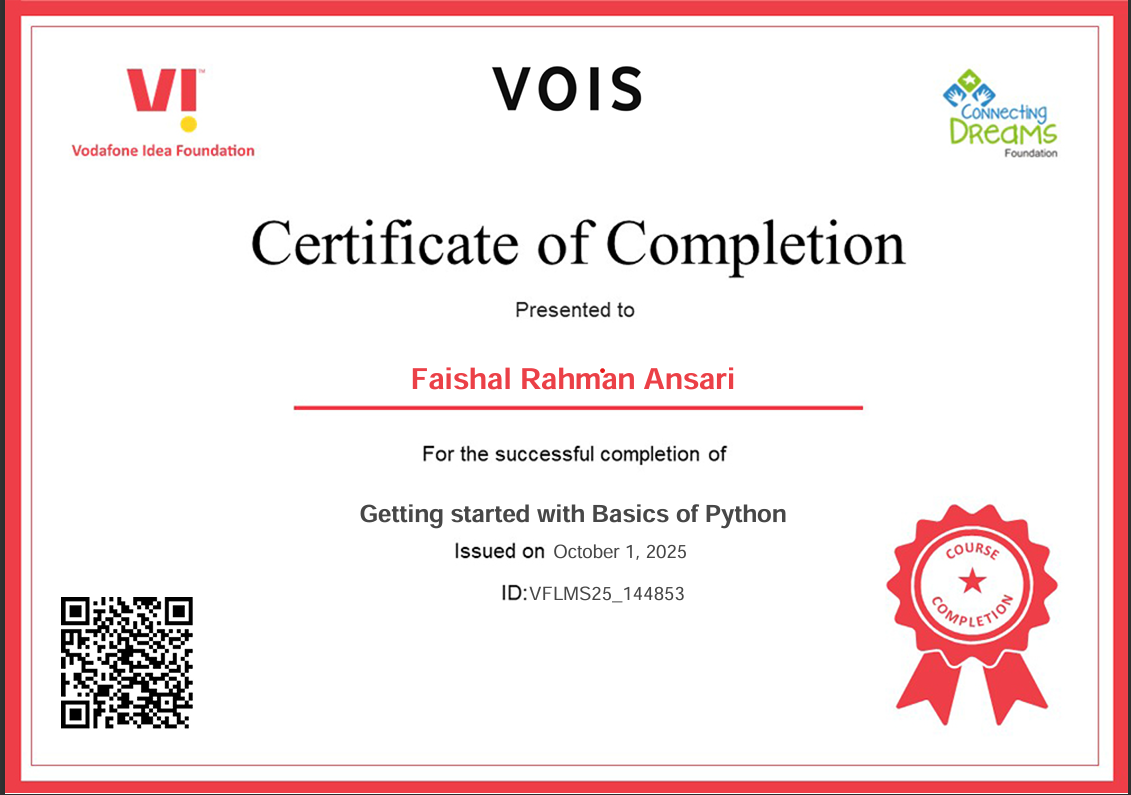 VI™
Vodafone Idea Foundation
VOIS
Connecting
Dreams
Foundation
Certificate of Completion
Presented to
Faishal Rahman Ansari
For the successful completion of
Getting started with Basics of Python
Issued on October 1, 2025
ID:VFLMS25_144853
COURSE
COMPLETION